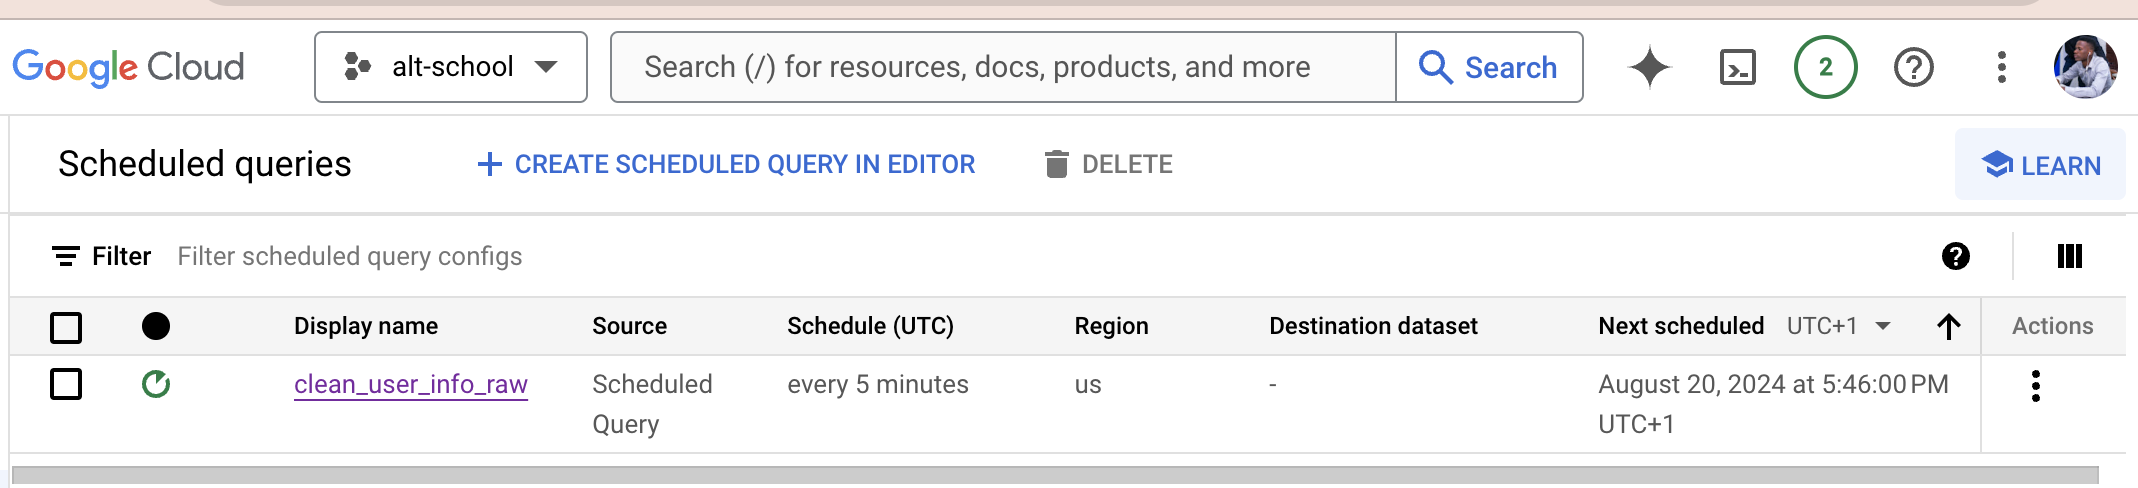 Google Cloud alt-school Search (/) for resources, docs, products, and more Search 2
Scheduled queries CREATE SCHEDULED QUERY IN EDITOR DELETE LEARN
Filter Filter scheduled query configs
Display name Source Schedule (UTC) Region Destination dataset Next scheduled UTC+1 Actions
clean_user_info_raw Scheduled every 5 minutes us - August 20, 2024 at 5:46:00 PM
Query UTC+1